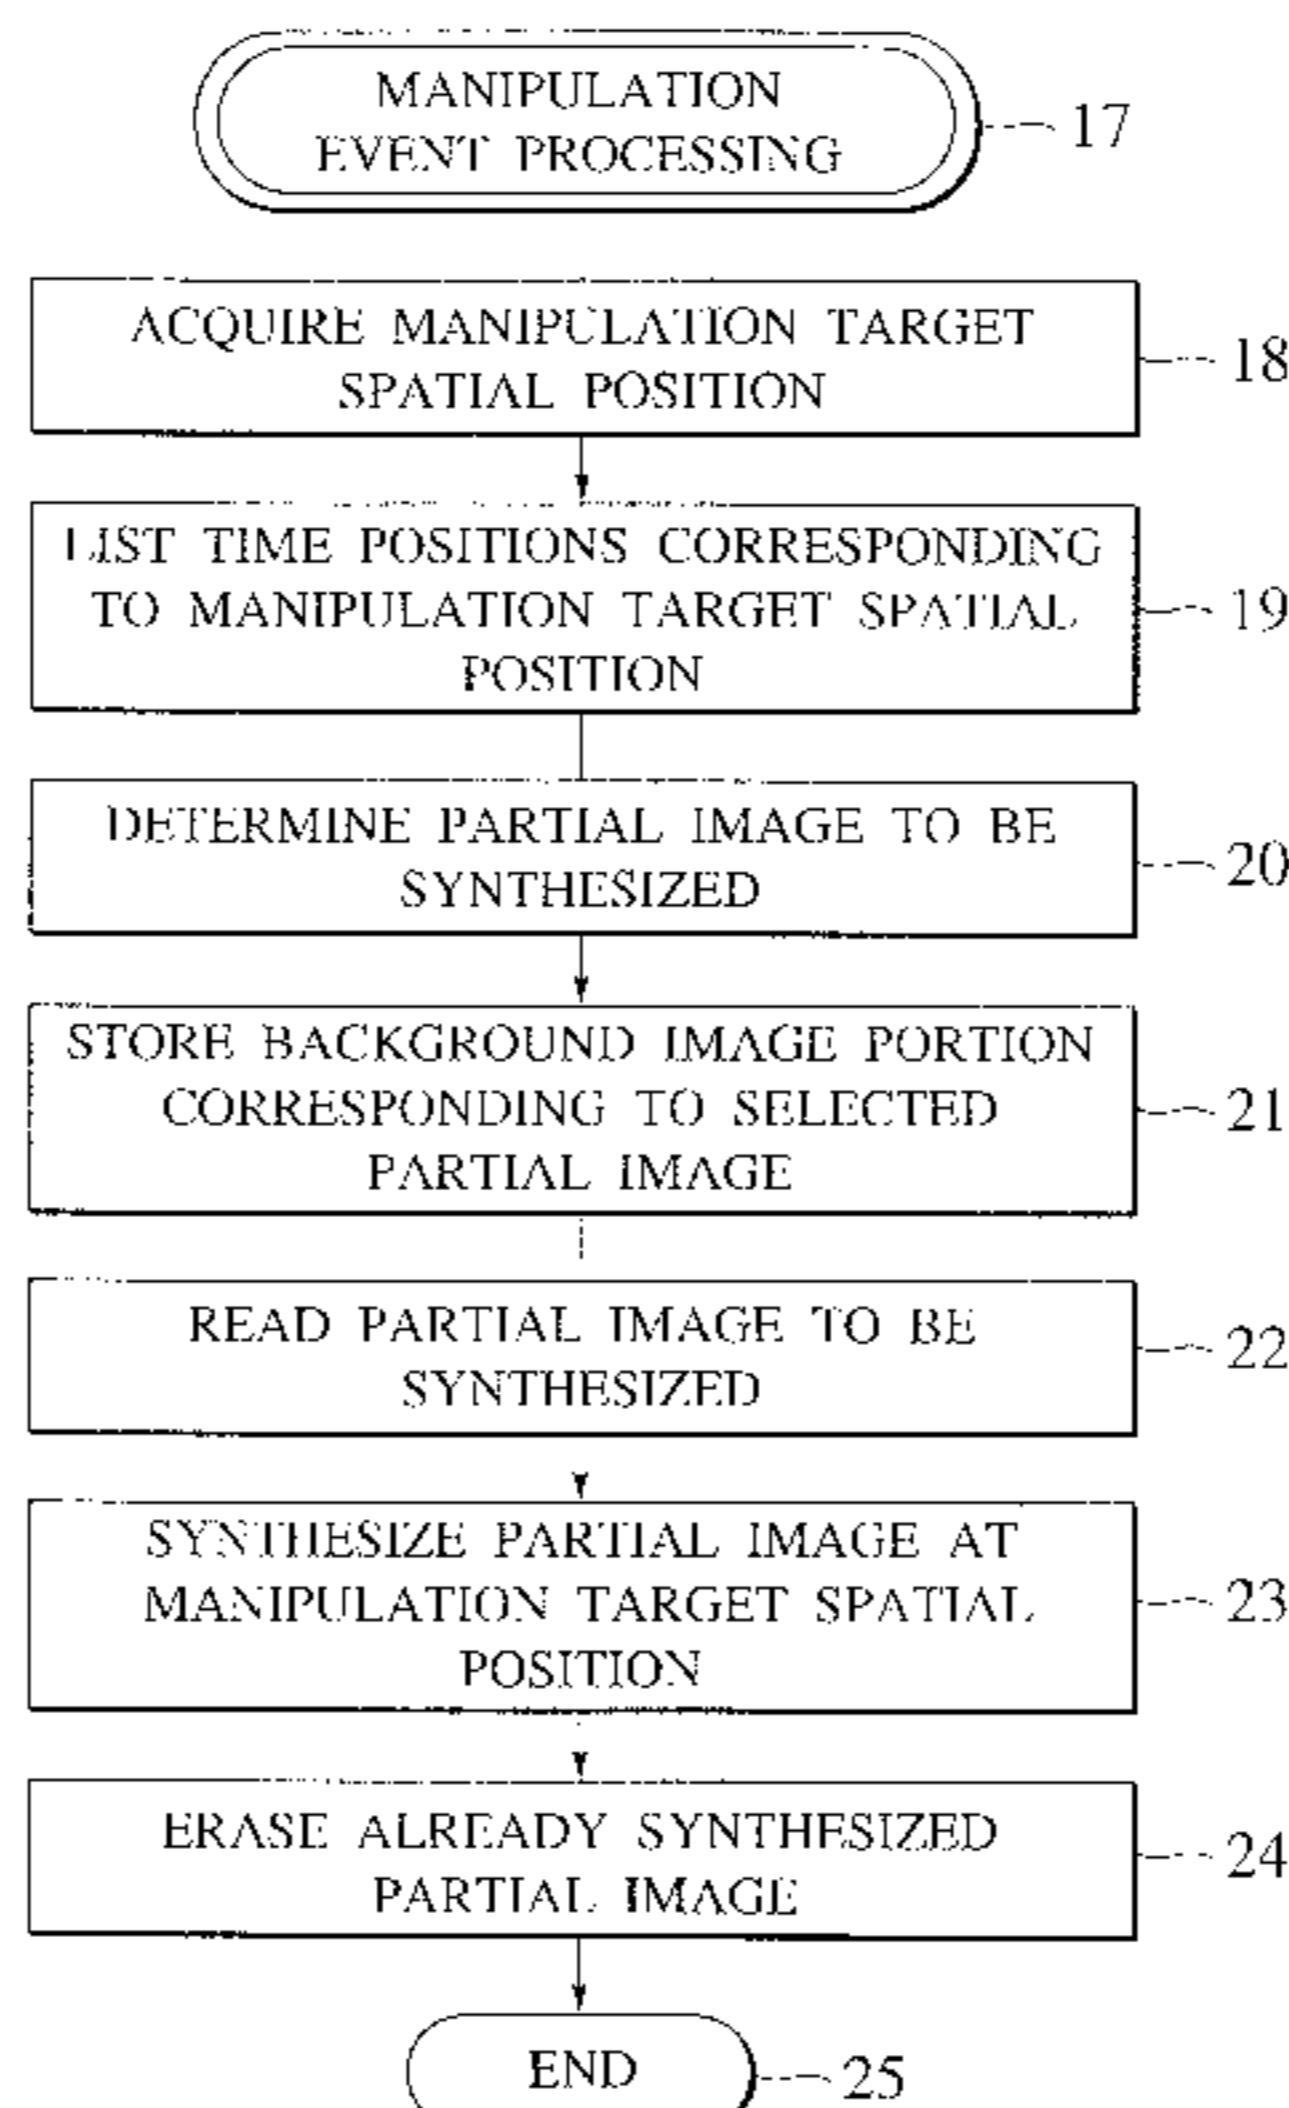 MANIPULATION
EVENT PROCESSING
17
ACQUIRE MANIPULATION TARGET
SPATIAL POSITION
18
LIST TIME POSITIONS CORRESPONDING
TO MANIPULATION TARGET SPATIAL
POSITION
19
DETERMINE PARTIAL IMAGE TO BE
SYNTHESIZED
20
STORE BACKGROUND IMAGE PORTION
CORRESPONDING TO SELECTED
PARTIAL IMAGE
21
READ PARTIAL IMAGE TO BE
SYNTHESIZED
22
SYNTHESIZE PARTIAL IMAGE AT
MANIPULATION TARGET SPATIAL
POSITION
23
ERASE ALREADY SYNTHESIZED
PARTIAL IMAGE
24
END
25